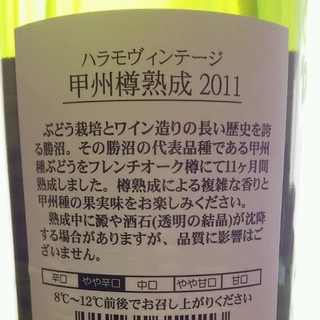 ハラモヴィンテージ
甲州樽熟成 2011
ぶどう栽培とワイン造りの長い歴史を誇
る勝沼。その勝沼の代表品種である甲州
種ぶどうをフレンチオーク樽にて11ヶ月間
熟成しました。樽熟成による複雑な香りと
甲州種の果実味をお楽しみください。
熟成中に澱や酒石(透明の結晶)が沈降
する場合がありますが、品質に影響はご
ざいません。
辛口 やや辛口 中口 やや甘口 甘口
8℃〜12℃前後でお召し上がりください